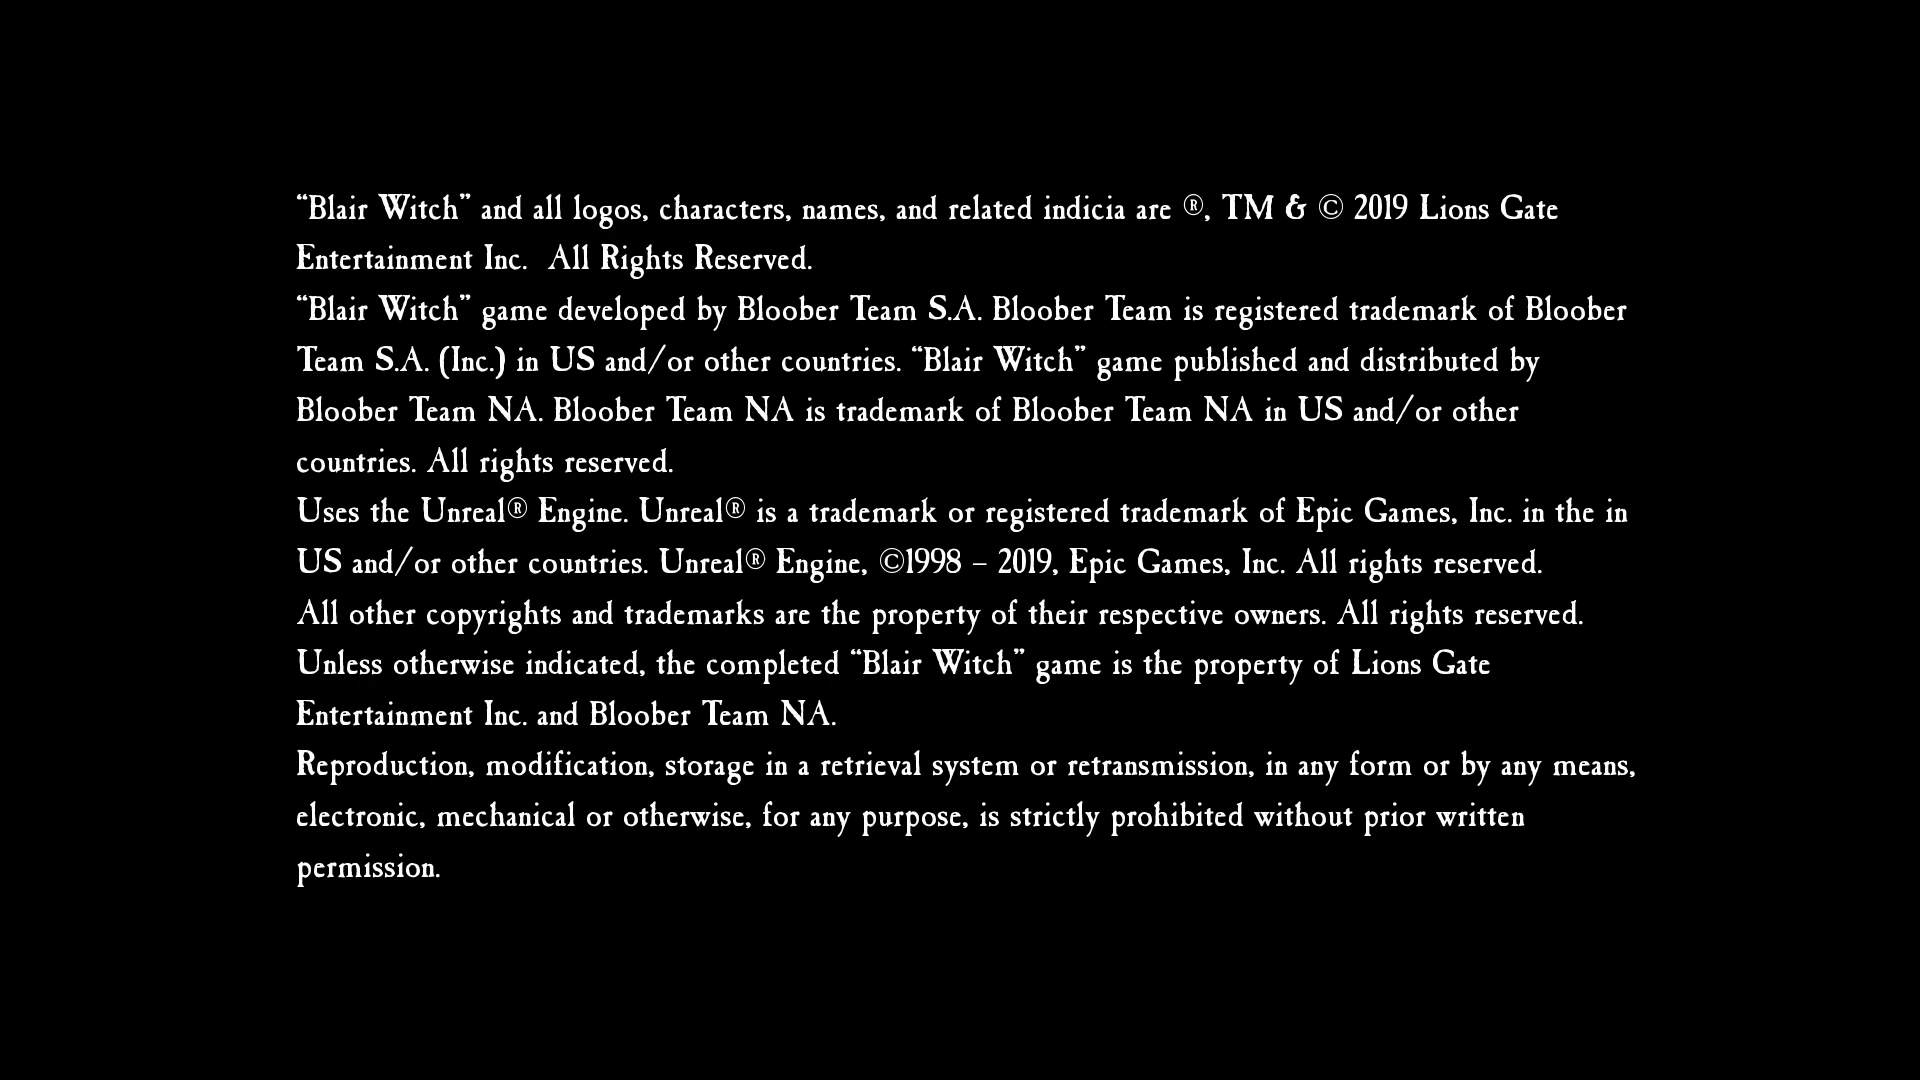 “Blair Witch” and all logos, characters, names, and related indicia are ®, TM & © 2019 Lions Gate
Entertainment Inc.  All Rights Reserved.
“Blair Witch” game developed by Bloober Team S.A. Bloober Team is registered trademark of Bloober
Team S.A. (Inc.) in US and/or other countries. “Blair Witch” game published and distributed by
Bloober Team NA. Bloober Team NA is trademark of Bloober Team NA in US and/or other
countries. All rights reserved.
Uses the Unreal® Engine. Unreal® is a trademark or registered trademark of Epic Games, Inc. in the in
US and/or other countries. Unreal® Engine, ©1998 – 2019, Epic Games, Inc. All rights reserved.
All other copyrights and trademarks are the property of their respective owners. All rights reserved.
Unless otherwise indicated, the completed “Blair Witch” game is the property of Lions Gate
Entertainment Inc. and Bloober Team NA.
Reproduction, modification, storage in a retrieval system or retransmission, in any form or by any means,
electronic, mechanical or otherwise, for any purpose, is strictly prohibited without prior written
permission.